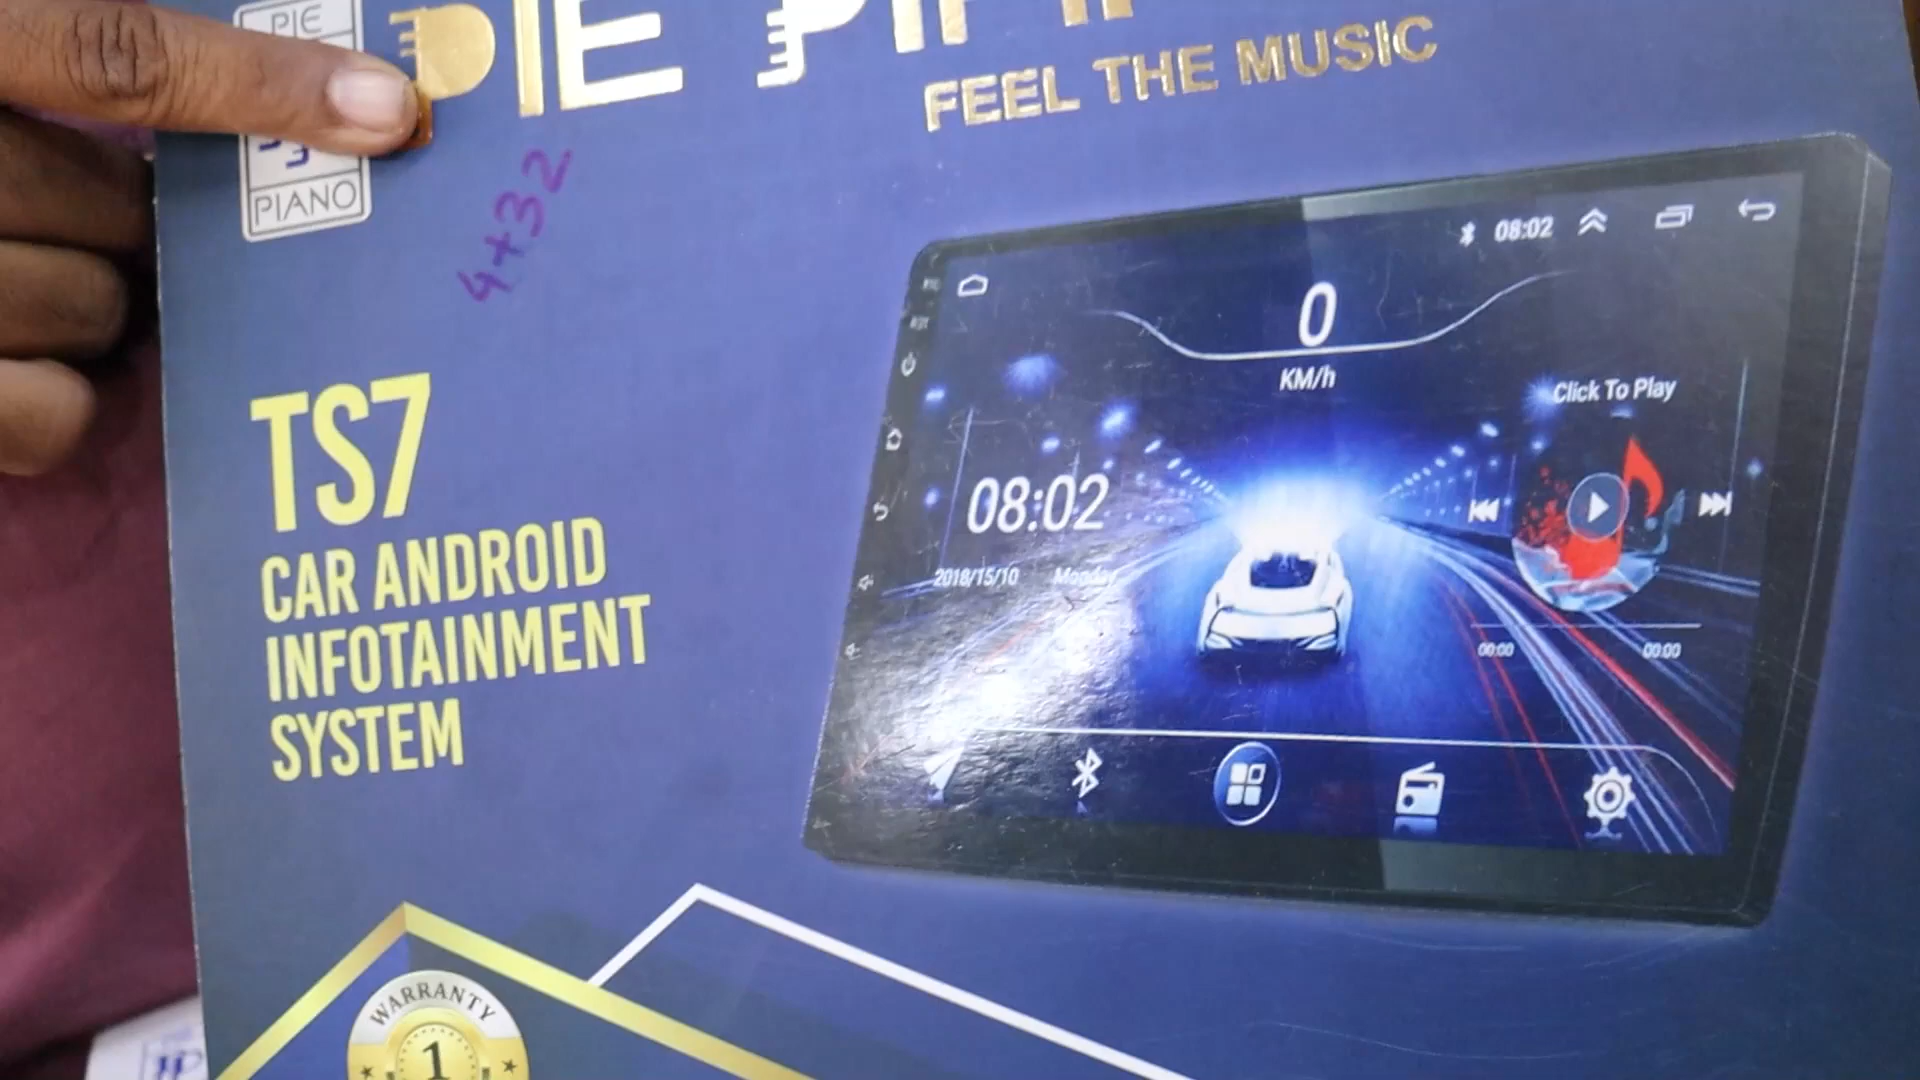 PIE
PIANO
PIE
FEEL THE MUSIC
4+32
08:02
0
KM/h
Click To Play
08:02
2018/15/10 Monday
00:00 00:00
TS7
CAR ANDROID
INFOTAINMENT
SYSTEM
WARRANTY
1